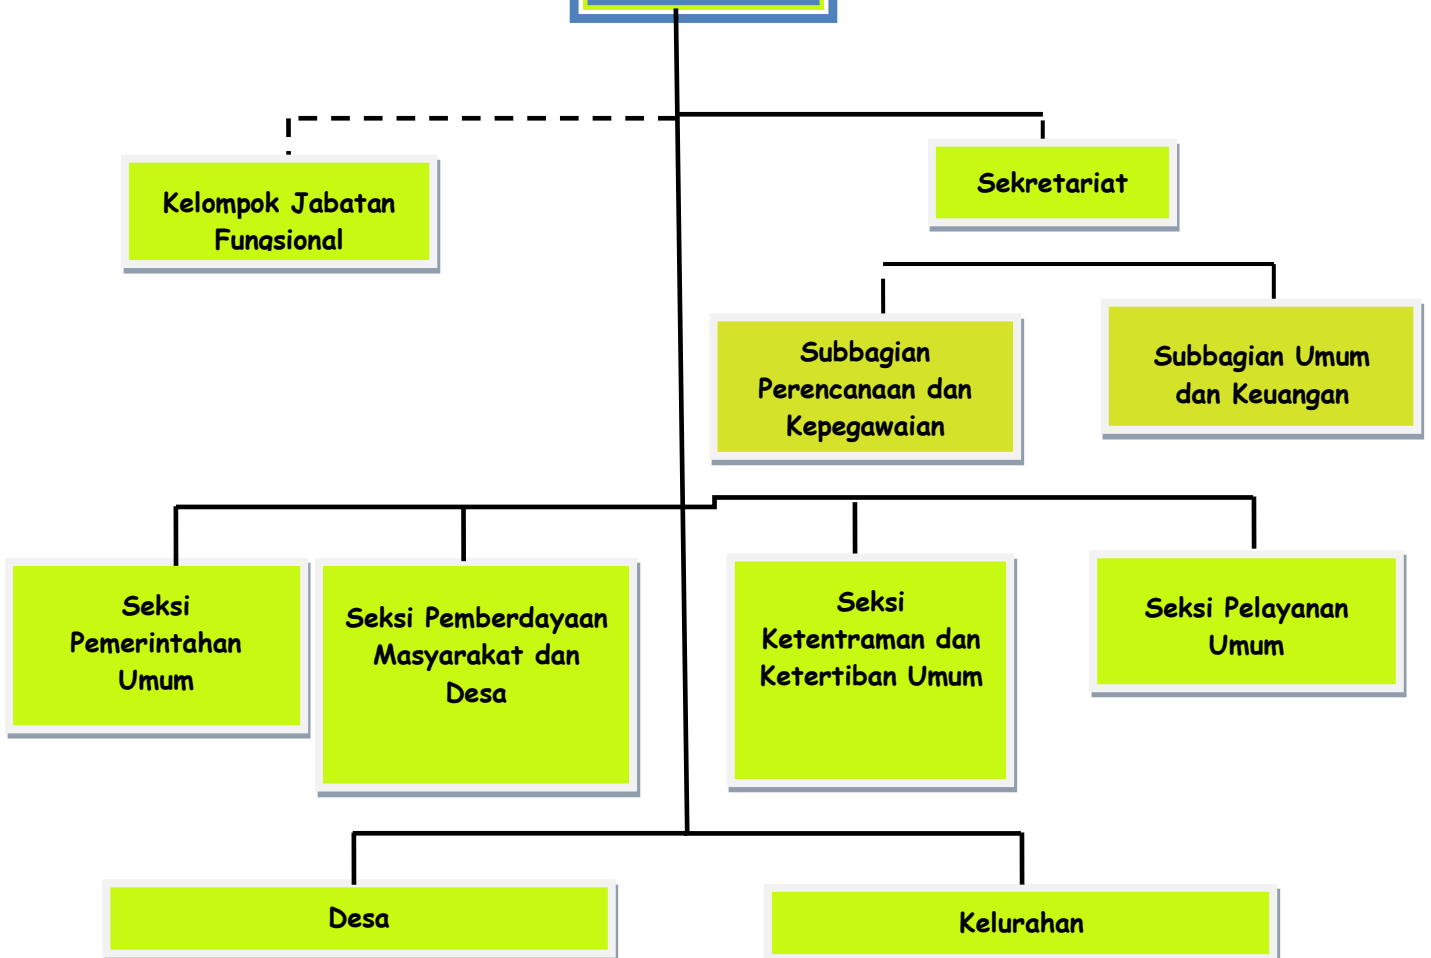 Kelompok Jabatan
Fungsional
Sekretariat
Subbagian
Perencanaan dan
Kepegawaian
Subbagian Umum
dan Keuangan
Seksi
Pemerintahan
Umum
Seksi Pemberdayaan
Masyarakat dan
Desa
Seksi
Ketentraman dan
Ketertiban Umum
Seksi Pelayanan
Umum
Desa
Kelurahan